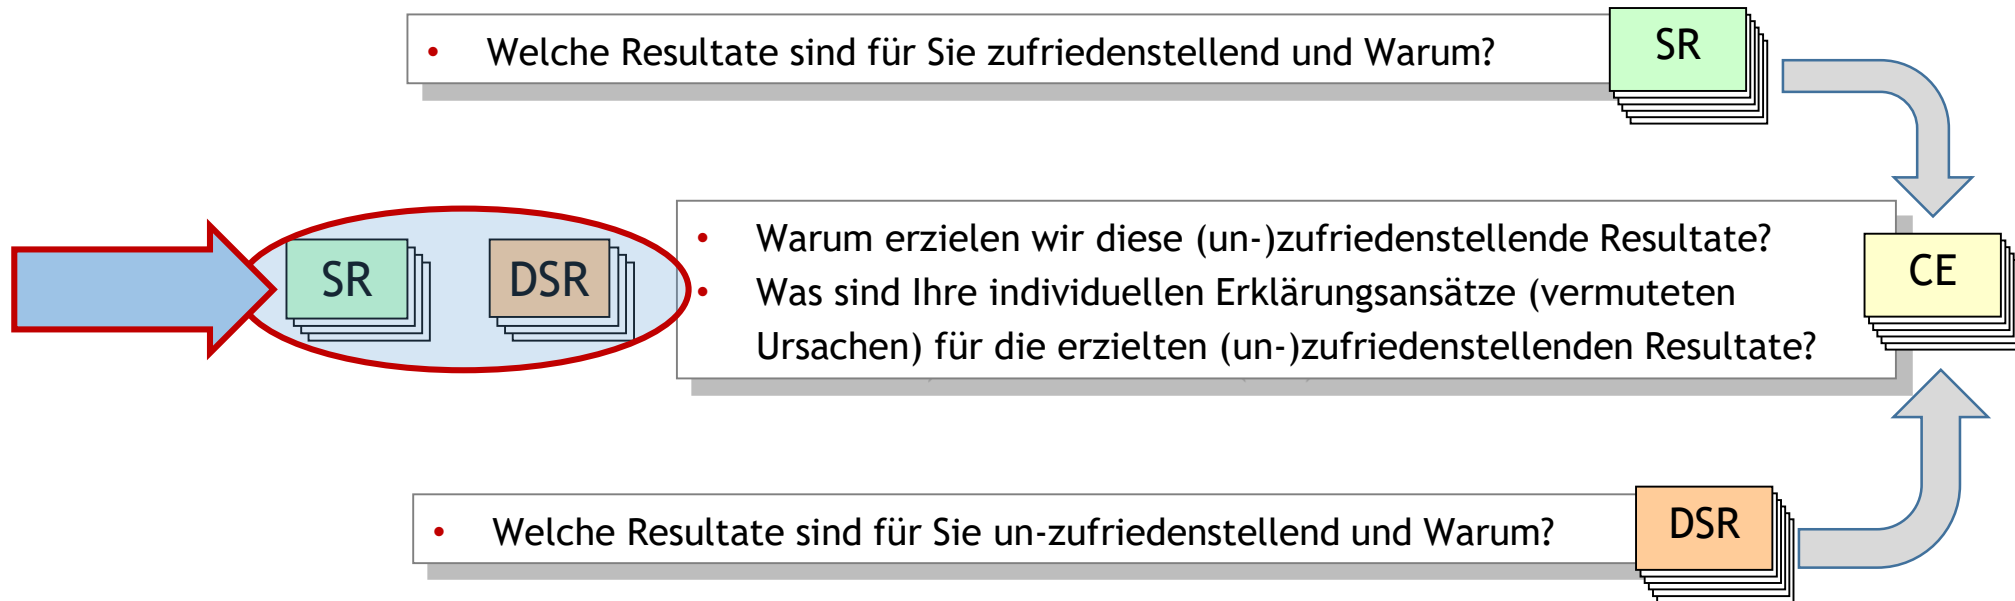 • Welche Resultate sind für Sie zufriedenstellend und Warum?
SR
SR
DSR
• Warum erzielen wir diese (un-)zufriedenstellende Resultate?
• Was sind Ihre individuellen Erklärungsansätze (vermuteten
Ursachen) für die erzielten (un-)zufriedenstellenden Resultate?
CE
• Welche Resultate sind für Sie un-zufriedenstellend und Warum?
DSR